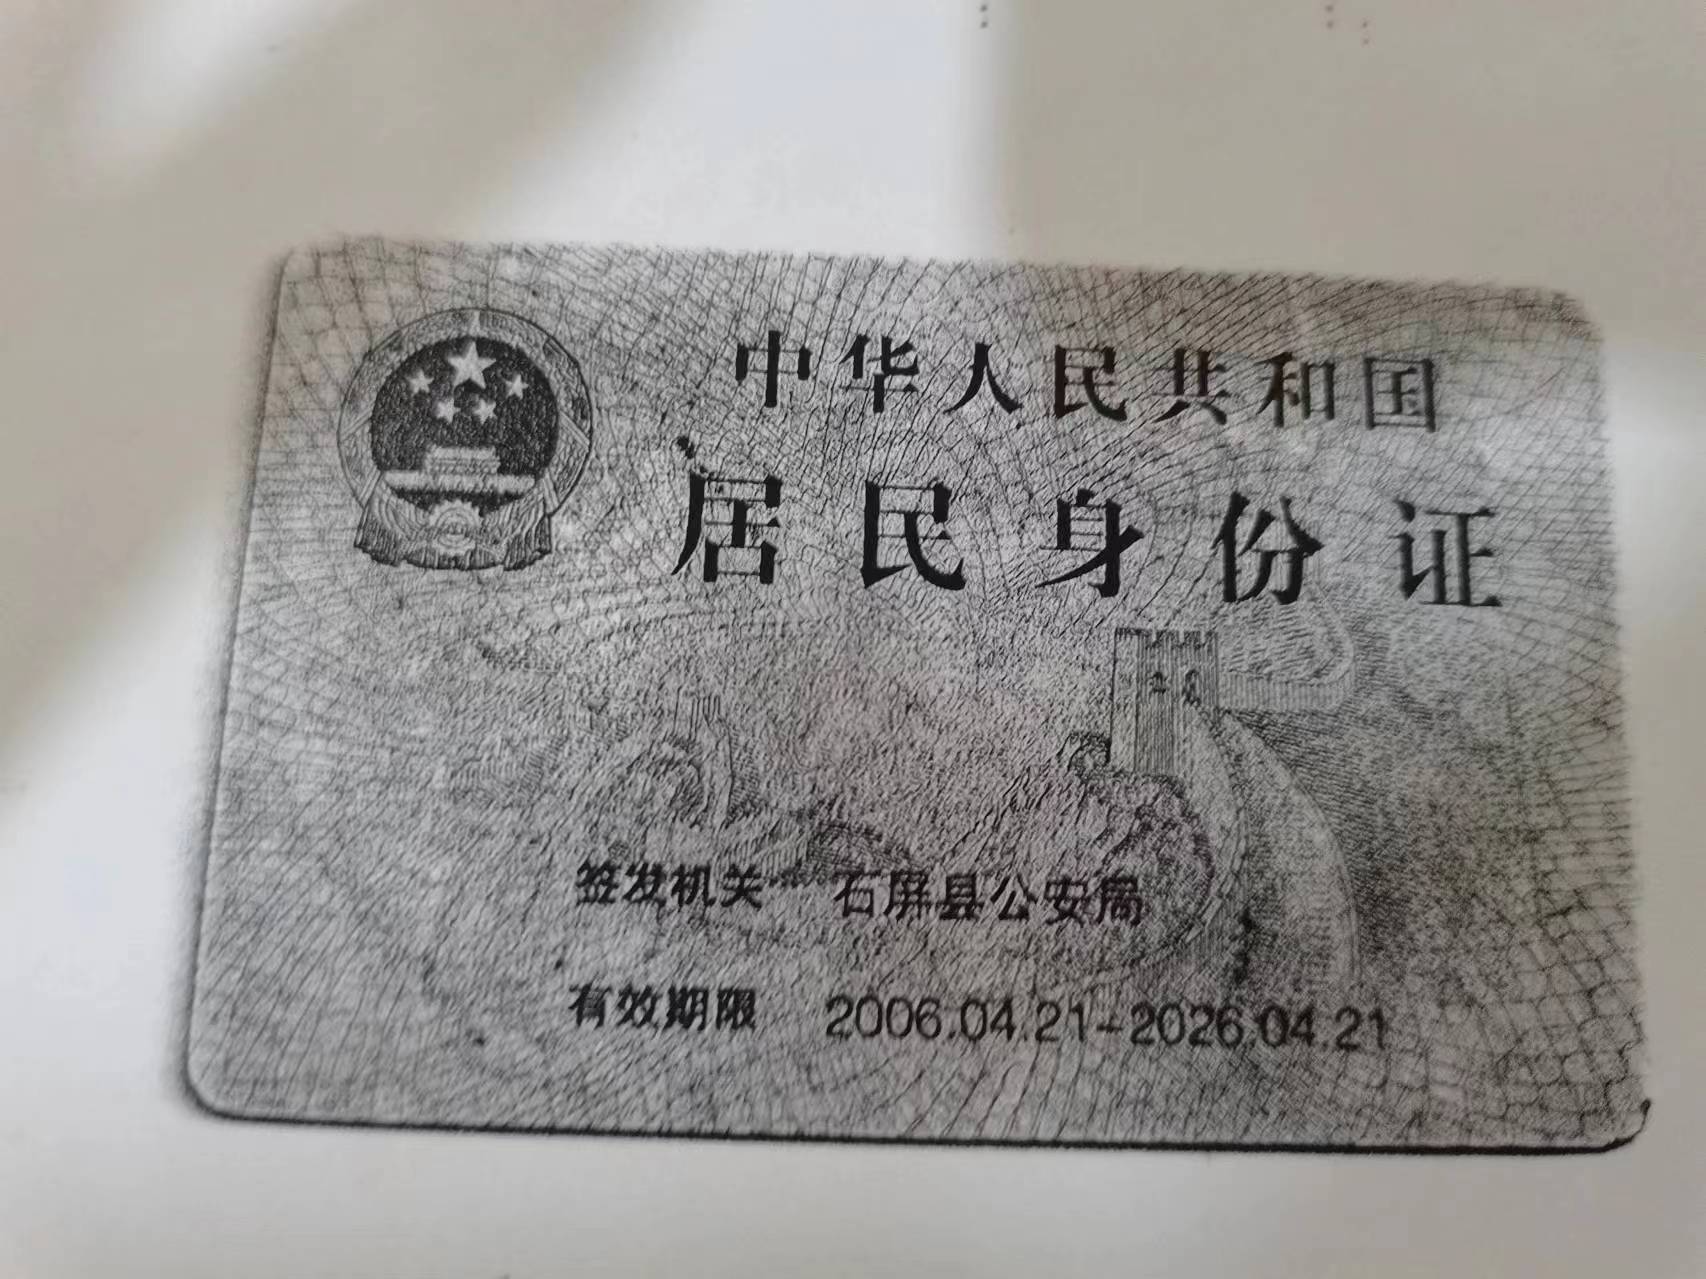 中华人民共和国
居民身份证
签发机关 石屏县公安局
有效期限 2006.04.21-2026.04.21